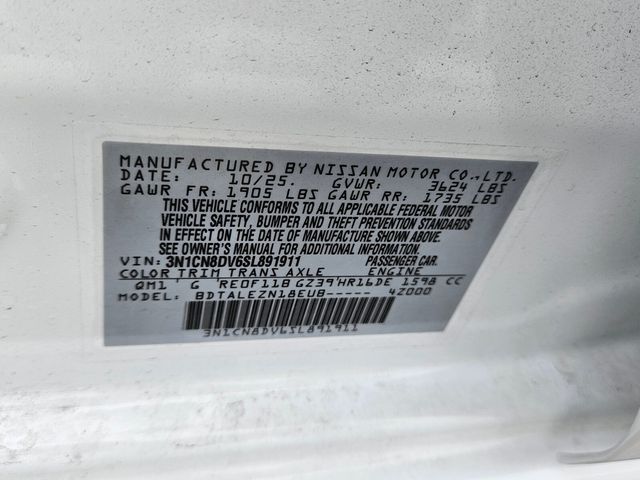 MANUFACTURED BY NISSAN MOTOR CO.,LTD.
DATE: 10/25. GVWR: 3624 LBS
GAWR FR: 1905 LBS GAWR RR: 1735 LBS
THIS VEHICLE CONFORMS TO ALL APPLICABLE FEDERAL MOTOR
VEHICLE SAFETY, BUMPER AND THEFT PREVENTION STANDARDS
IN EFFECT ON THE DATE OF MANUFACTURE SHOWN ABOVE.
SEE OWNER'S MANUAL FOR ADDITIONAL INFORMATION.
VIN: 3N1CN8DV6SL891911 PASSENGER CAR.
COLOR TRIM TRANS AXLE ENGINE
QM1 G RE0F11B GZ39 HR16DE 1598 CC
MODEL: BDTALEZN18EU8----- 4Z000
3N1CN8DV6SL891911